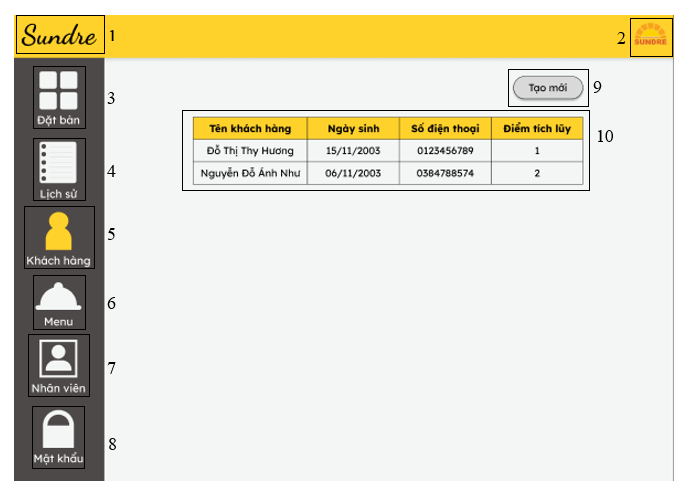 Sundre
1
2
SUNDRE
Đặt bàn
3
Lịch sử
4
Khách hàng
5
Menu
6
Nhân viên
7
Mật khẩu
8
Tạo mới
9
Tên khách hàng Ngày sinh Số điện thoại Điểm tích lũy
10
Đỗ Thị Thy Hương 15/11/2003 0123456789 1
Nguyễn Đỗ Ánh Như 06/11/2003 0384788574 2